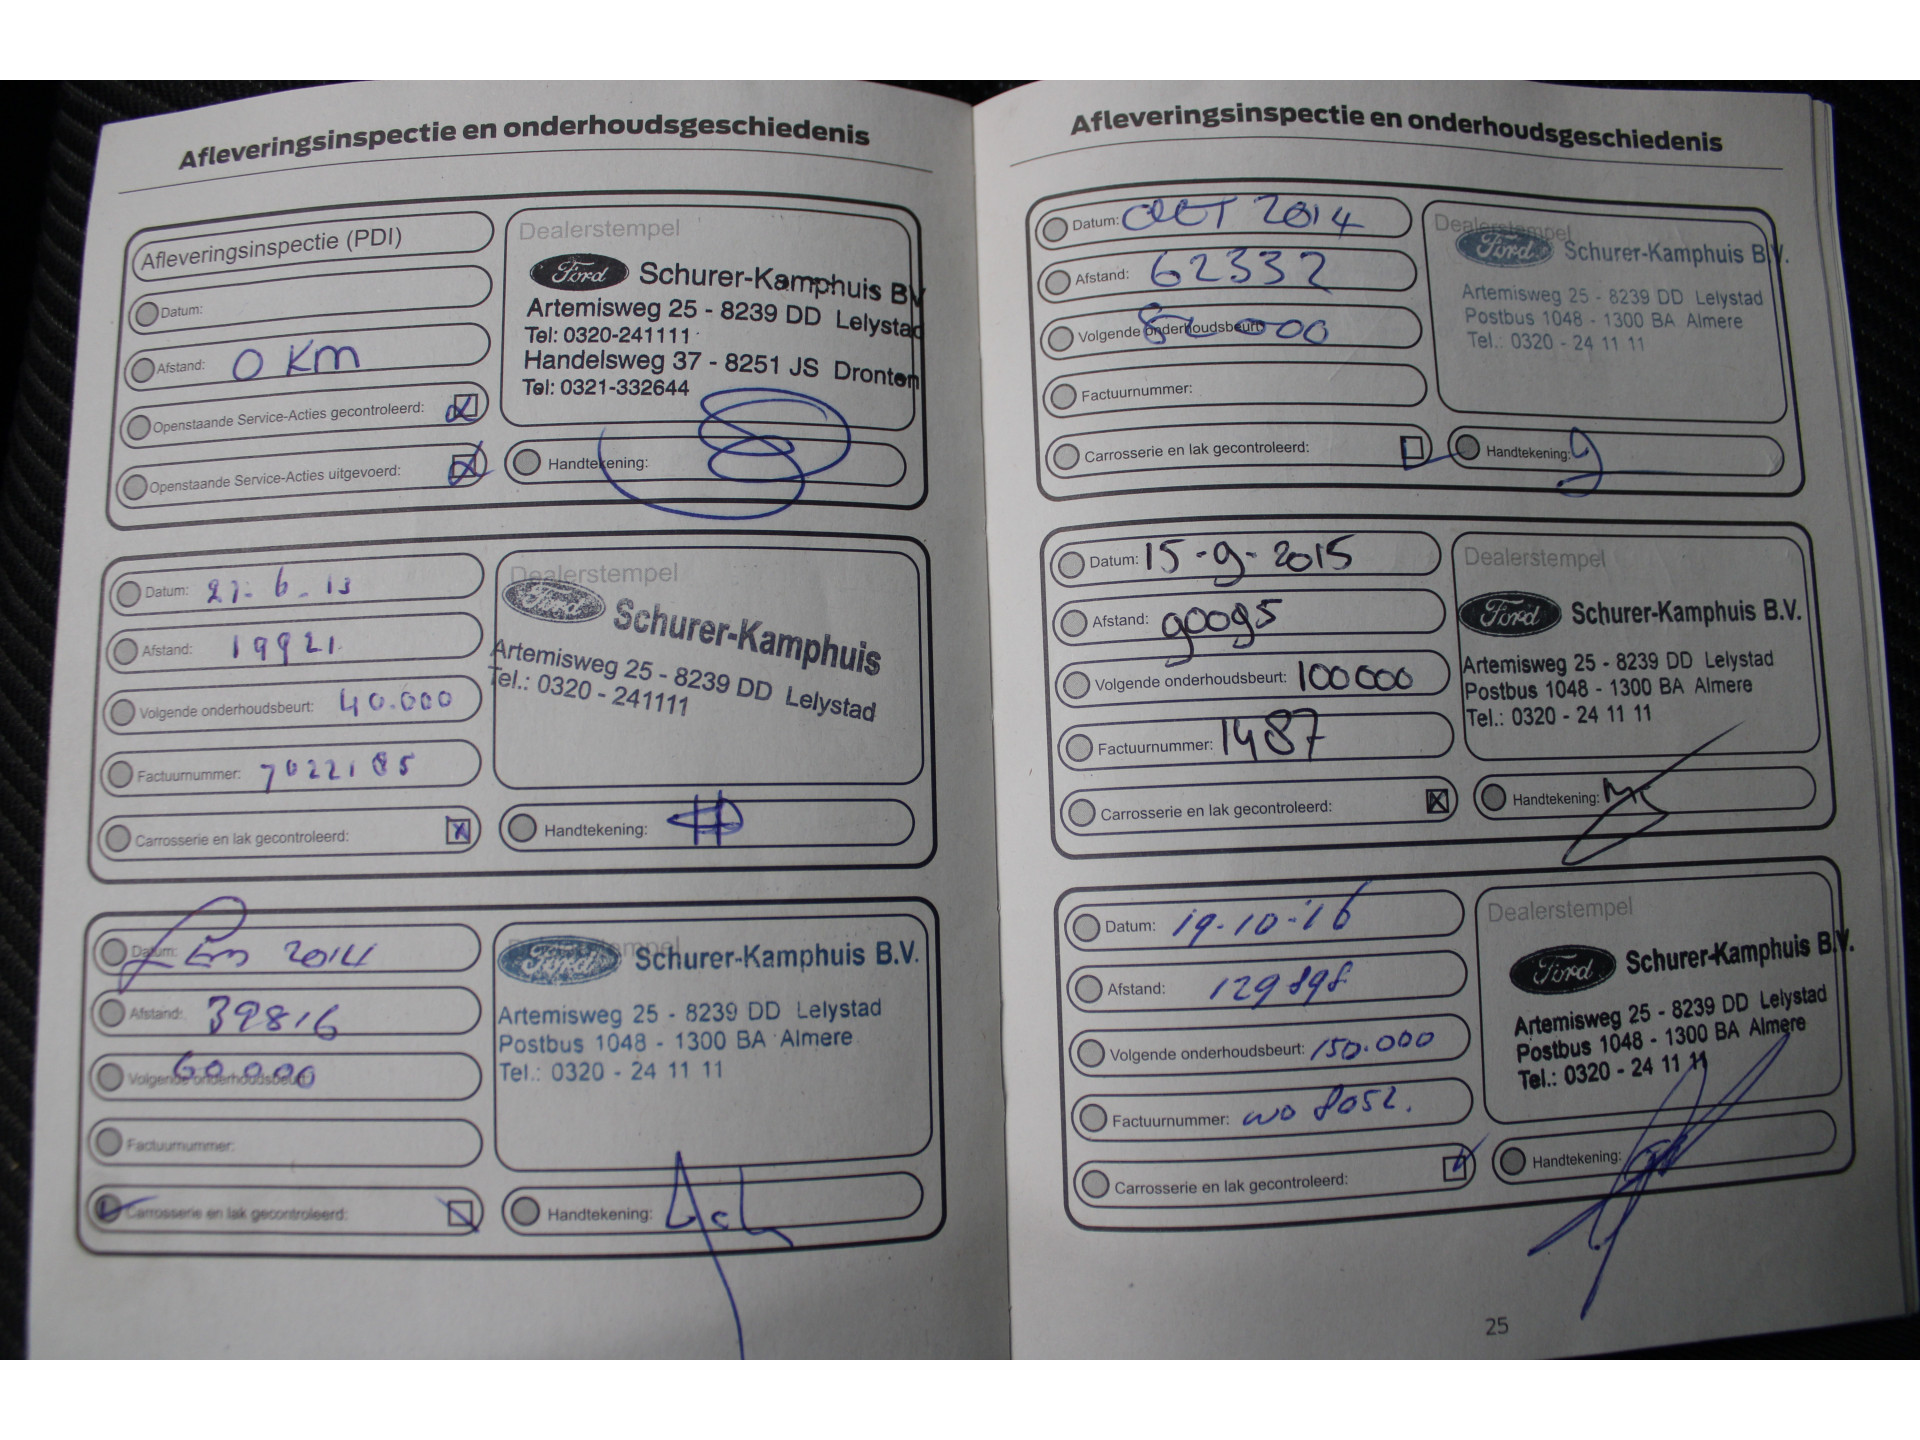 Afleveringsinspectie en onderhoudsgeschiedenis
Afleveringsinspectie (PDI)
Datum:
Afstand: 0 KM
Openstaande Service-Acties gecontroleerd:
Openstaande Service-Acties uitgevoerd:
Dealerstempel
Ford Schurer-Kamphuis BV
Artemisweg 25 - 8239 DD Lelystad
Tel: 0320-241111
Handelsweg 37 - 8251 JS Dronten
Tel: 0321-332644
Handtekening:
Datum: 27-6-13
Afstand: 19921
Volgende onderhoudsbeurt: 40.000
Factuurnummer: 7022185
Carrosserie en lak gecontroleerd: x
Dealerstempel
Ford Schurer-Kamphuis
Artemisweg 25 - 8239 DD Lelystad
Tel.: 0320 - 241111
Handtekening:
Datum: 2014
Afstand: 39816
Volgende onderhoudsbeurt: 60.000
Factuurnummer:
Carrosserie en lak gecontroleerd:
Dealerstempel
Ford Schurer-Kamphuis B.V.
Artemisweg 25 - 8239 DD Lelystad
Postbus 1048 - 1300 BA Almere
Tel.: 0320 - 24 11 11
Handtekening:
Afleveringsinspectie en onderhoudsgeschiedenis
Datum: 2014
Afstand: 62332
Volgende onderhoudsbeurt:
Factuurnummer:
Carrosserie en lak gecontroleerd:
Dealerstempel
Ford Schurer-Kamphuis B.V.
Artemisweg 25 - 8239 DD Lelystad
Postbus 1048 - 1300 BA Almere
Tel.: 0320 - 24 11 11
Handtekening:
Datum: 15-9-2015
Afstand: 90095
Volgende onderhoudsbeurt: 100000
Factuurnummer: 1487
Carrosserie en lak gecontroleerd: x
Dealerstempel
Ford Schurer-Kamphuis B.V.
Artemisweg 25 - 8239 DD Lelystad
Postbus 1048 - 1300 BA Almere
Tel.: 0320 - 24 11 11
Handtekening:
Datum: 19-10-'16
Afstand: 129898
Volgende onderhoudsbeurt: 150.000
Factuurnummer: wo 8052.
Carrosserie en lak gecontroleerd:
Dealerstempel
Ford Schurer-Kamphuis B.V.
Artemisweg 25 - 8239 DD Lelystad
Postbus 1048 - 1300 BA Almere
Tel.: 0320 - 24 11 11
Handtekening:
25